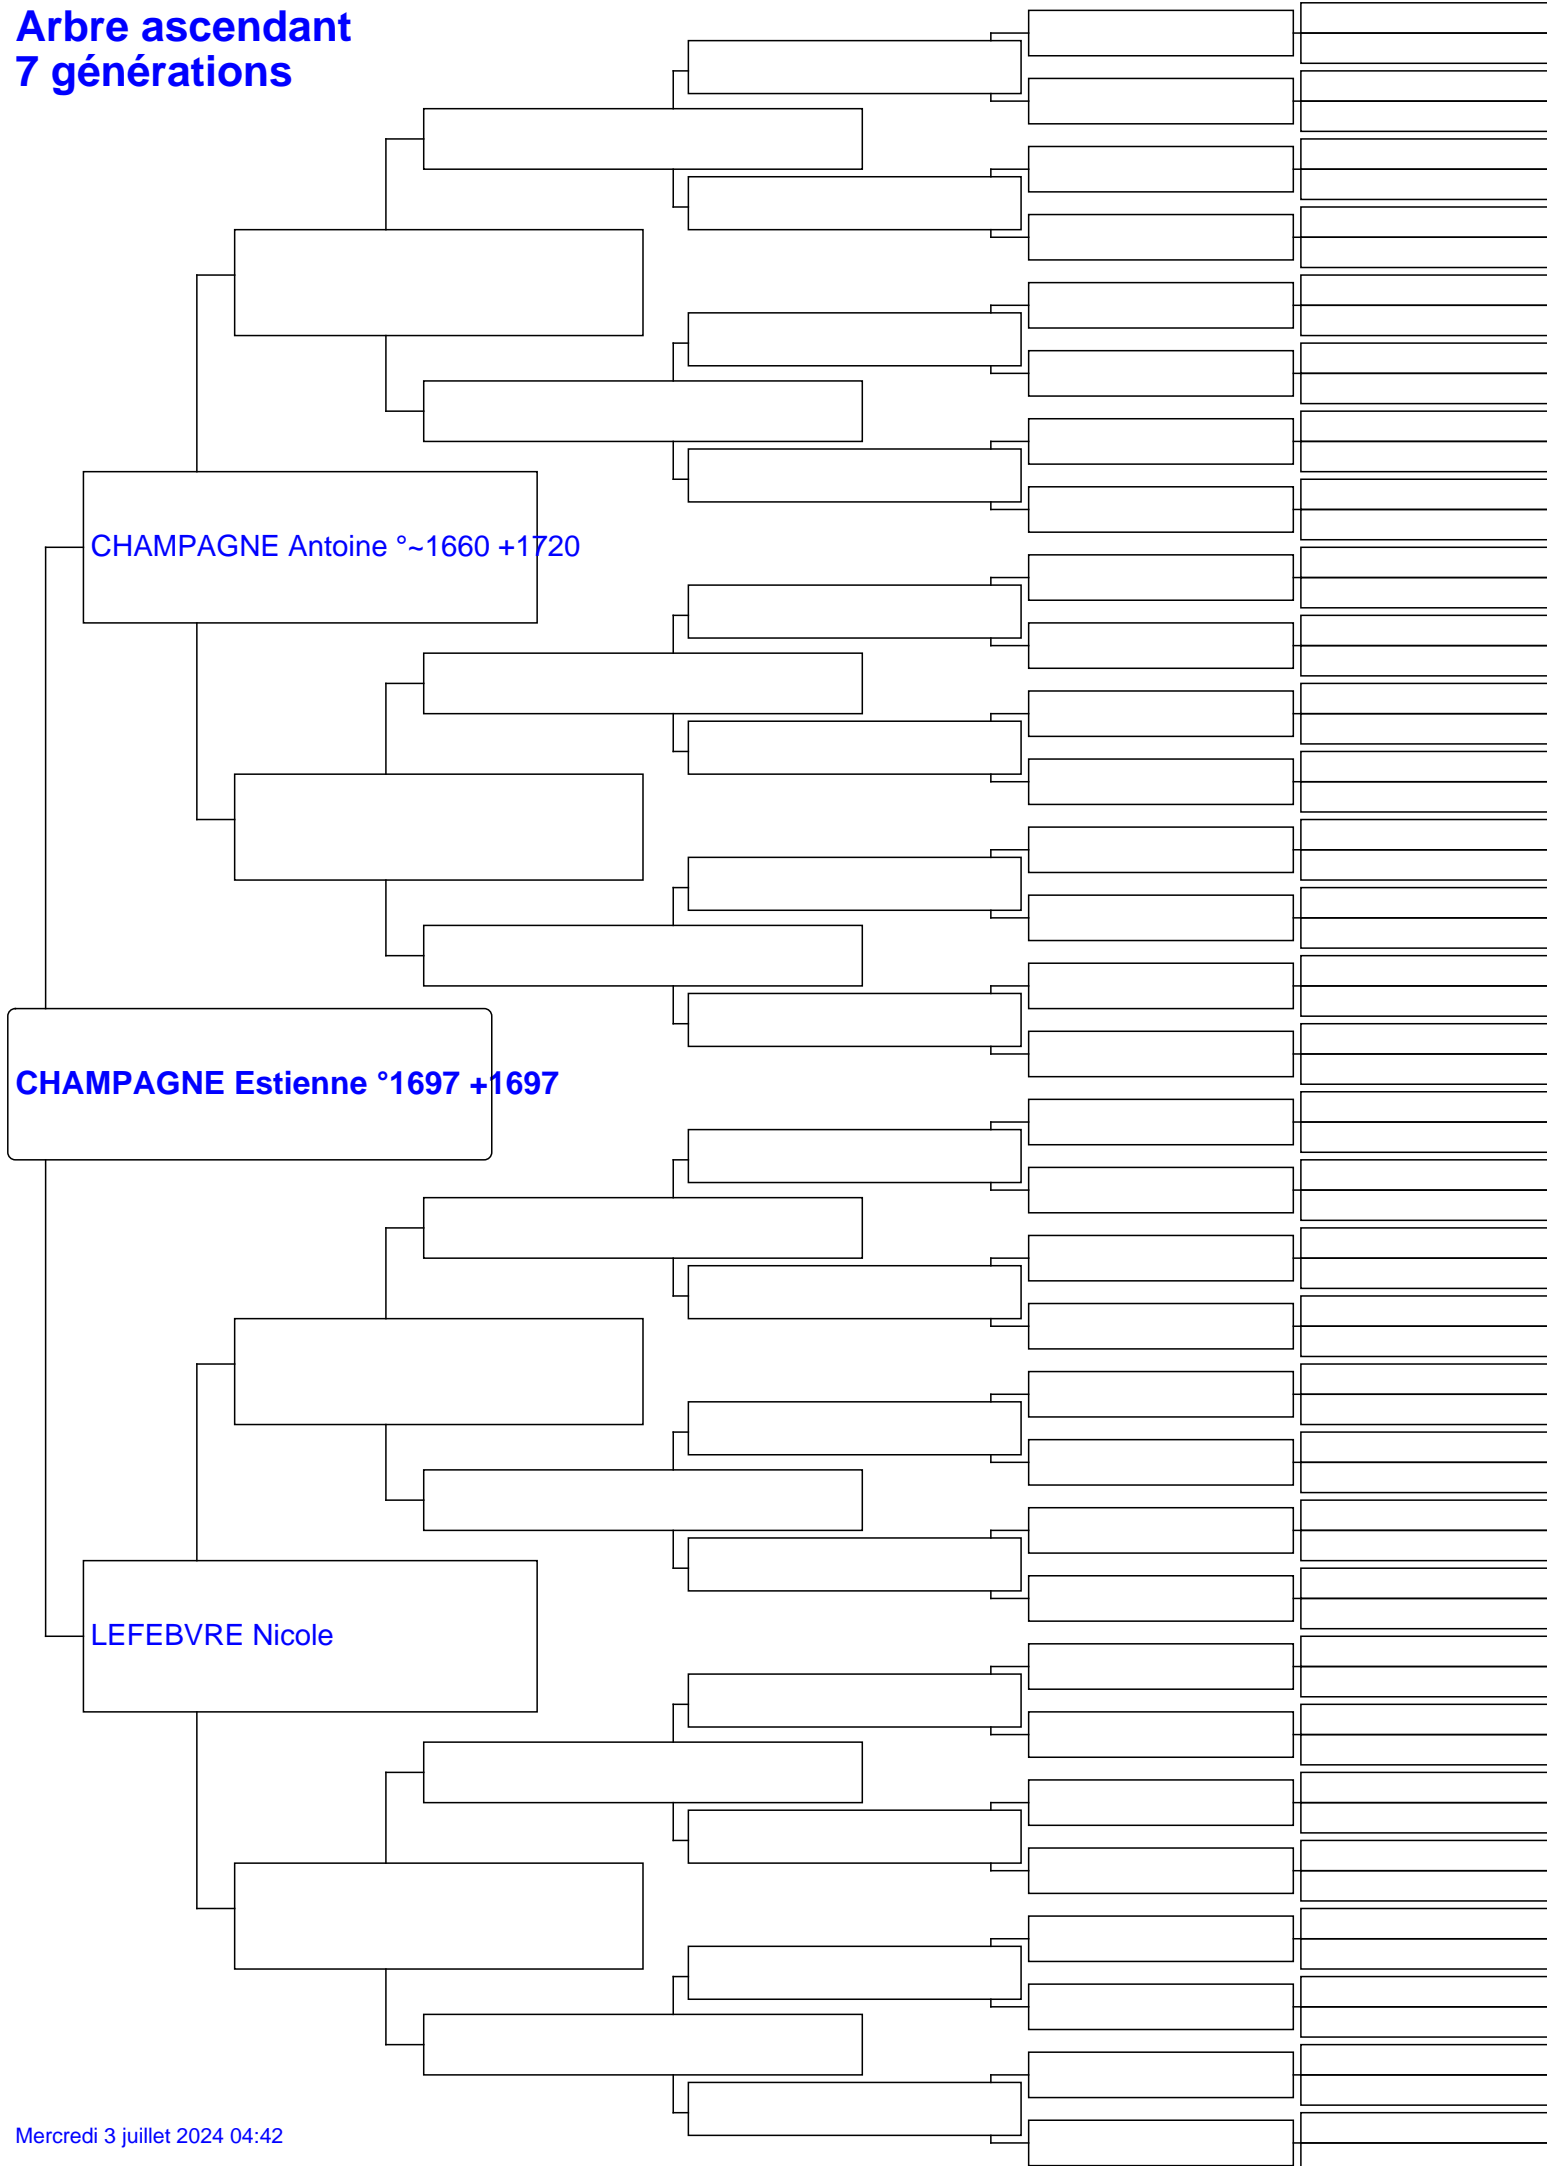 Arbre ascendant
7 générations
CHAMPAGNE Antoine °~1660 +1720
CHAMPAGNE Estienne °1697 +1697
LEFEBVRE Nicole
Mercredi 3 juillet 2024 04:42